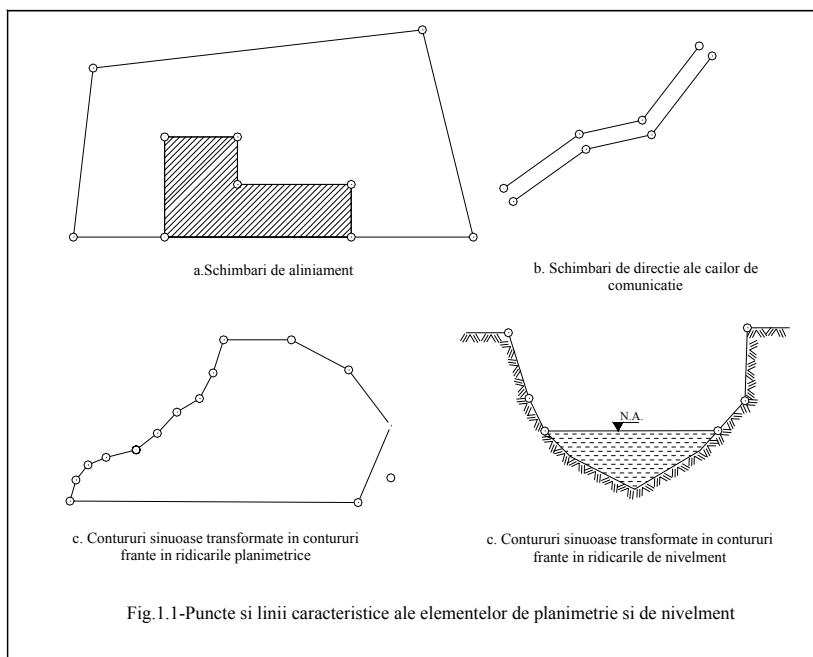 a.Schimbari de aliniament
b. Schimbari de directie ale cailor de
comunicatie
N.A.
c. Contururi sinuoase transformate in contururi
frante in ridicarile planimetrice
c. Contururi sinuoase transformate in contururi
frante in ridicarile de nivelment
Fig.1.1-Puncte si linii caracteristice ale elementelor de planimetrie si de nivelment